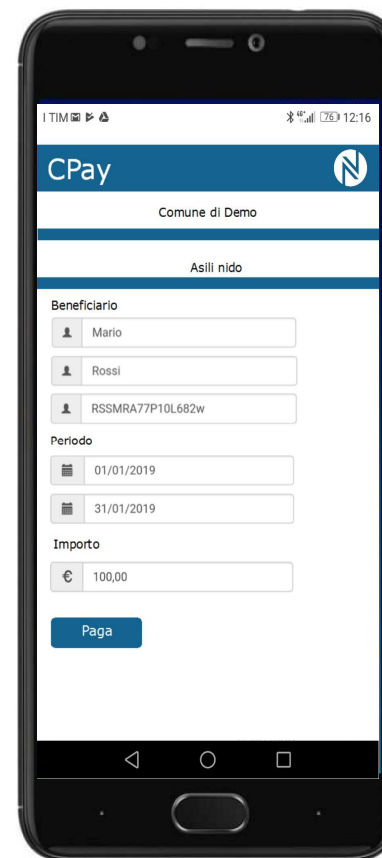 TIM 76 12:16
CPay
Comune di Demo
Asili nido
Beneficiario
Mario
Rossi
RSSMRA77P10L682w
Periodo
01/01/2019
31/01/2019
Importo
€ 100,00
Paga